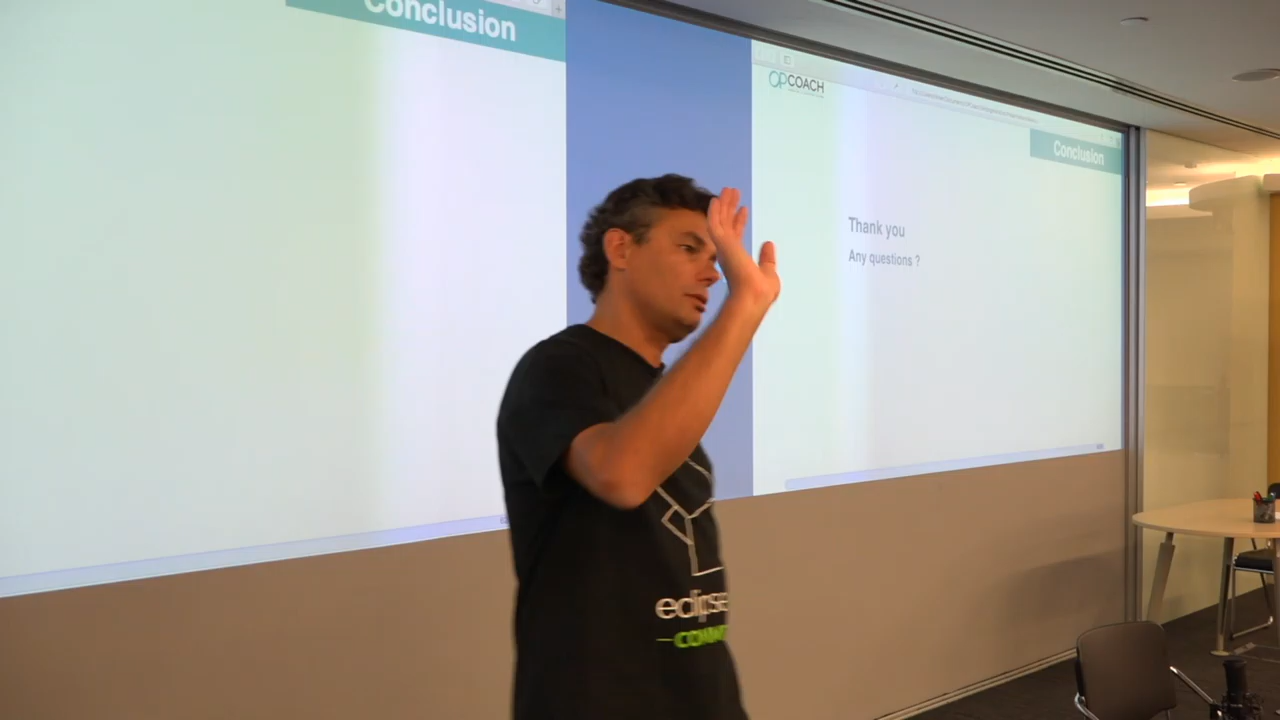 Conclusion
OPCOACH
Conclusion
Thank you
Any questions ?
eclipse